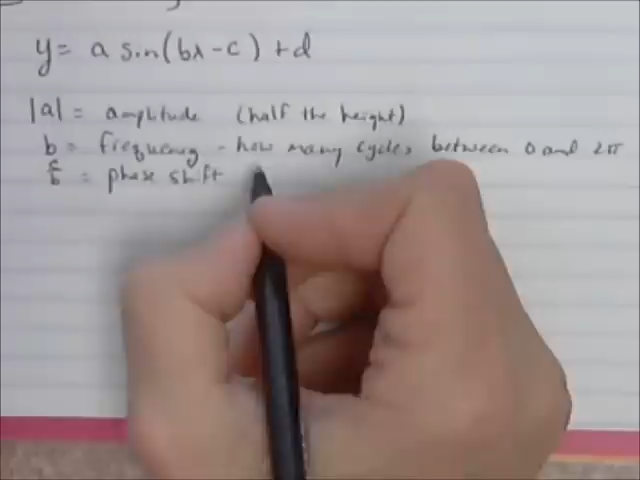 y = a sin(bx - c) + d
|a| = amplitude (half the height)
b = frequency - how many cycles between 0 and 2π
c/b = phase shift